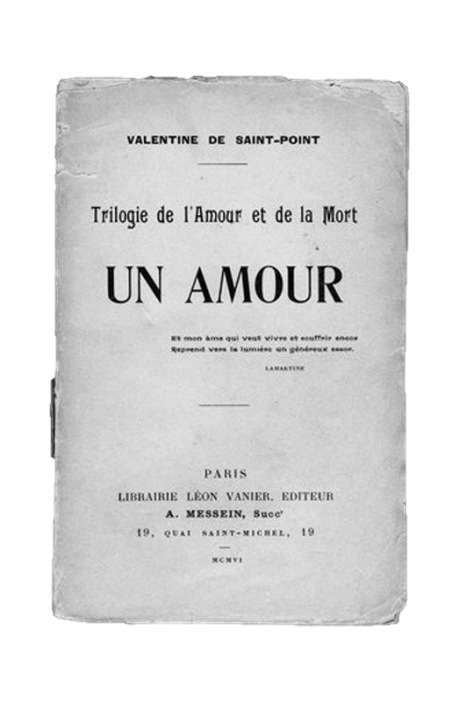 VALENTINE DE SAINT-POINT
Trilogie de l'Amour et de la Mort
UN AMOUR
Et mon âme qui veut vivre et souffrir encor
Reprend vers la lumière un généreux essor.
LAMARTINE
PARIS
LIBRAIRIE LÉON VANIER, EDITEUR
A. MESSEIN, Succʳ
19, QUAI SAINT-MICHEL, 19
MCMVI